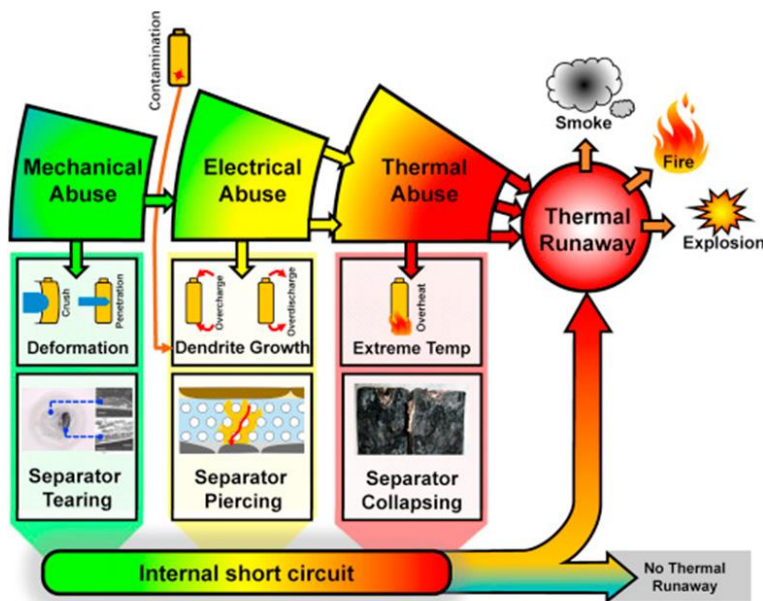 Contamination
Mechanical
Abuse
Electrical
Abuse
Thermal
Abuse
Thermal
Runaway
Smoke
Fire
Explosion
Crush
Penetration
Deformation
Overcharge
Overdischarge
Dendrite Growth
Overheat
Extreme Temp
Separator
Tearing
Separator
Piercing
Separator
Collapsing
Internal short circuit
No Thermal
Runaway